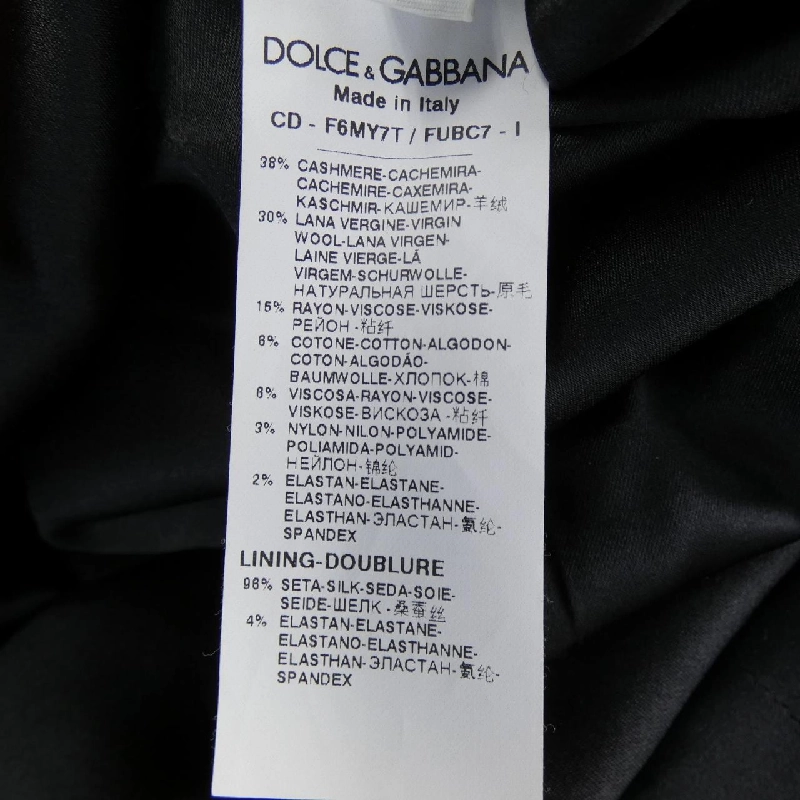 DOLCE & GABBANA
Made in Italy
CD - F6MY7T / FUBC7 - I
38% CASHMERE-CACHEMIRA-
CACHEMIRE-CAXEMIRA-
KASCHMIR-КАШЕМИР-羊绒
30% LANA VERGINE-VIRGIN
WOOL-LANA VIRGEN-
LAINE VIERGE-LÃ
VIRGEM-SCHURWOLLE-
НАТУРАЛЬНАЯ ШЕРСТЬ-原毛
15% RAYON-VISCOSE-VISKOSE-
РЕЙОН -粘纤
6% COTONE-COTTON-ALGODON-
COTON-ALGODÃO-
BAUMWOLLE-ХЛОПОК-棉
6% VISCOSA-RAYON-VISCOSE-
VISKOSE-ВИСКОЗА -粘纤
3% NYLON-NILON-POLYAMIDE-
POLIAMIDA-POLYAMID-
НЕЙЛОН-锦纶
2% ELASTAN-ELASTANE-
ELASTANO-ELASTHANNE-
ELASTHAN-ЭЛАСТАН-氨纶-
SPANDEX
LINING-DOUBLURE
96% SETA-SILK-SEDA-SOIE-
SEIDE-ШЕЛК -桑蚕丝
4% ELASTAN-ELASTANE-
ELASTANO-ELASTHANNE-
ELASTHAN-ЭЛАСТАН-氨纶-
SPANDEX